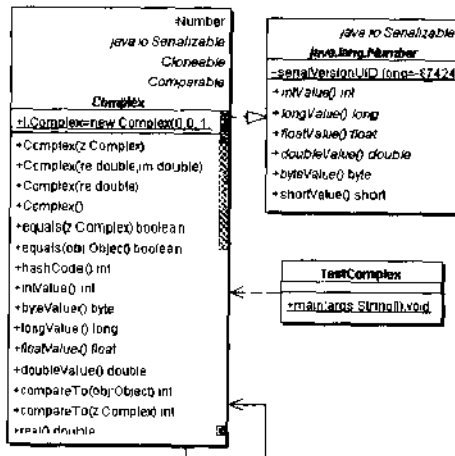 Number
java.io.Serializable
Cloneable
Comparable
Complex
+I:Complex=new Complex(0.0, 1.
+Complex(z:Complex)
+Complex(re:double,im:double)
+Complex(re:double)
+Complex()
+equals(z:Complex):boolean
+equals(obj:Object):boolean
+hashCode():int
+intValue():int
+byteValue():byte
+longValue():long
+floatValue():float
+doubleValue():double
+compareTo(obj:Object):int
+compareTo(z:Complex):int
+real():double
java.io.Serializable
java.lang.Number
-serialVersionUID:long=-87424
+intValue():int
+longValue():long
+floatValue():float
+doubleValue():double
+byteValue():byte
+shortValue():short
TestComplex
+main(args:String[]):void